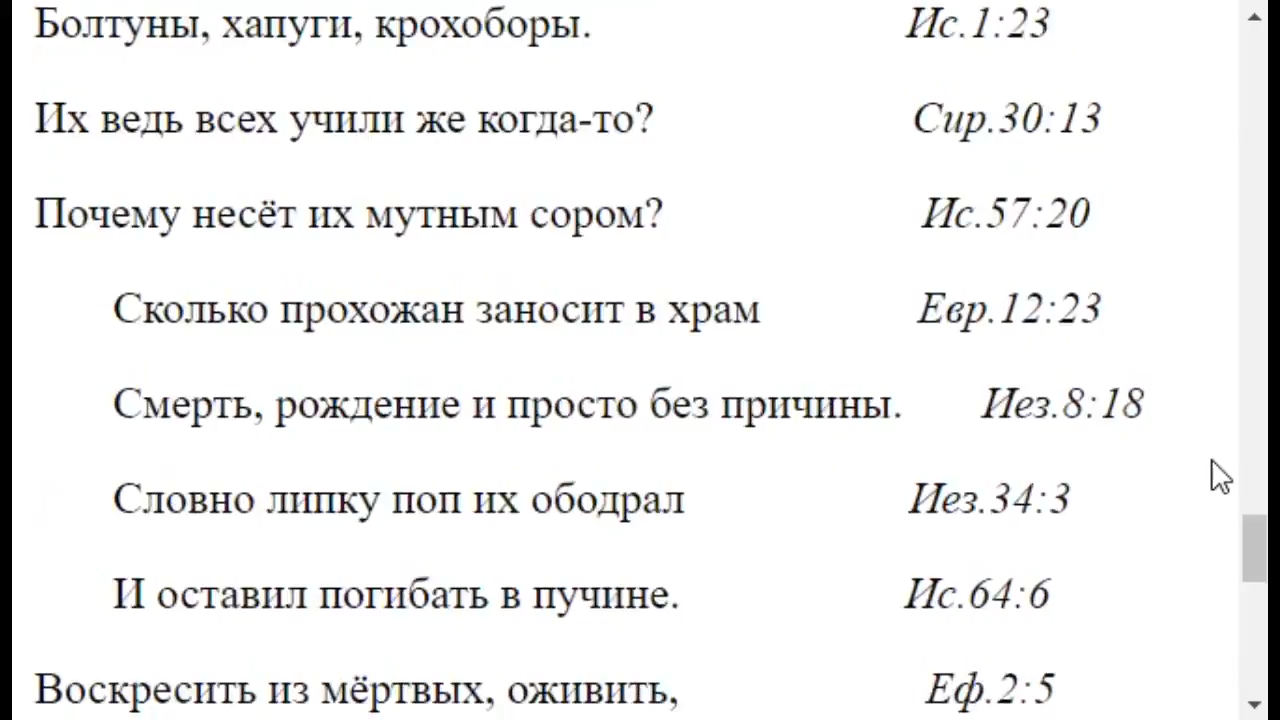 Болтуны, хапуги, крохоборы. Ис.1:23
Их ведь всех учили же когда-то? Сир.30:13
Почему несёт их мутным сором? Ис.57:20
Сколько прохожан заносит в храм Евр.12:23
Смерть, рождение и просто без причины. Иез.8:18
Словно липку поп их ободрал Иез.34:3
И оставил погибать в пучине. Ис.64:6
Воскресить из мёртвых, оживить, Еф.2:5